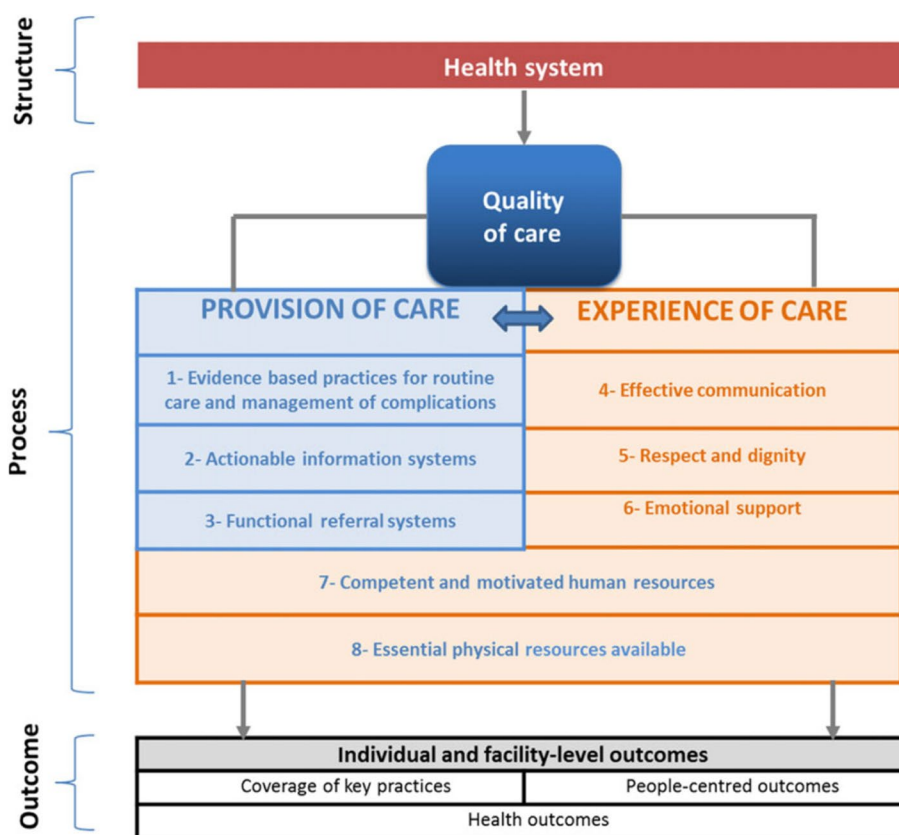 Structure
Health system
Quality
of care
Process
PROVISION OF CARE
EXPERIENCE OF CARE
1- Evidence based practices for routine
care and management of complications
4- Effective communication
2- Actionable information systems
5- Respect and dignity
3- Functional referral systems
6- Emotional support
7- Competent and motivated human resources
8- Essential physical resources available
Outcome
Individual and facility-level outcomes
Coverage of key practices
People-centred outcomes
Health outcomes